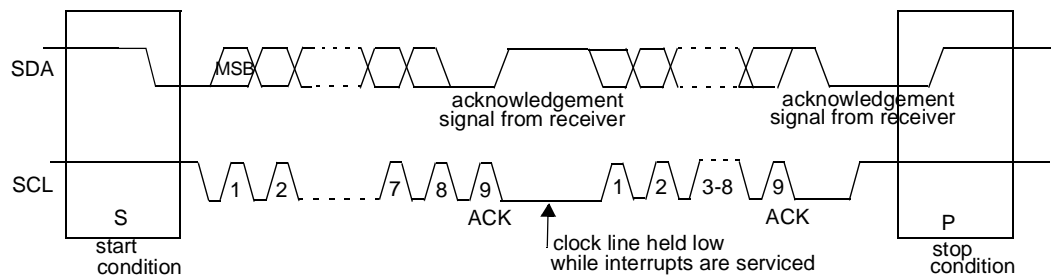 SDA
MSB
acknowledgement
signal from receiver
acknowledgement
signal from receiver
SCL
1
2
7
8
9
1
2
3-8
9
ACK
ACK
S
P
start
condition
clock line held low
while interrupts are serviced
stop
condition